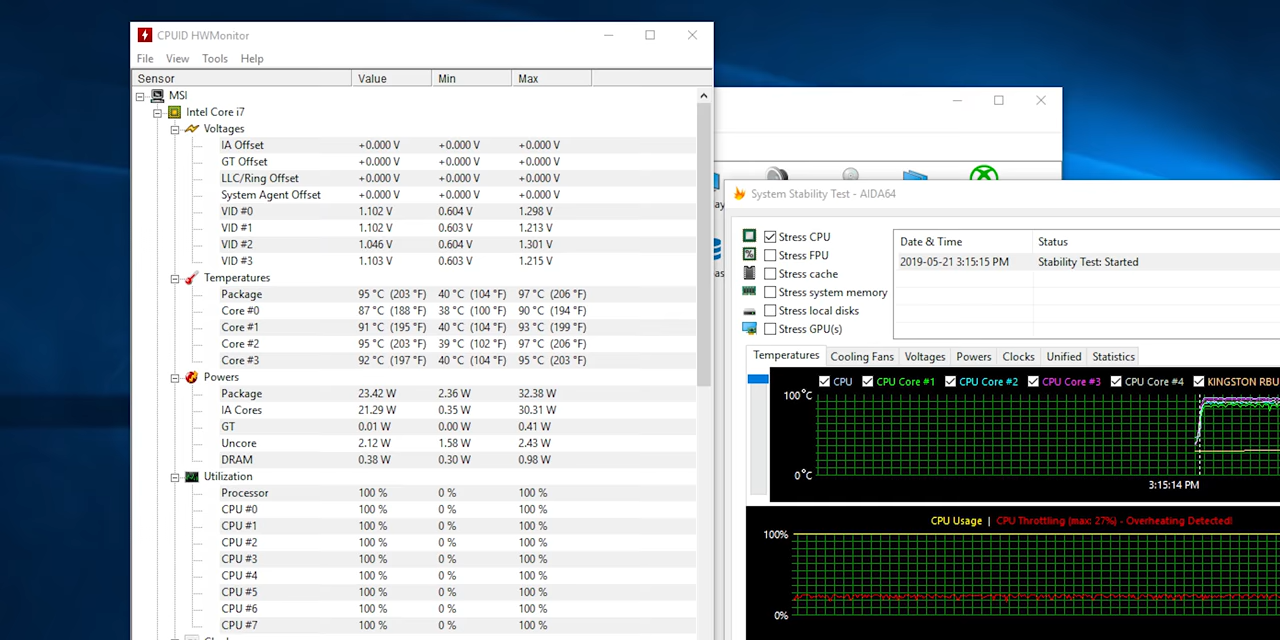 CPUID HWMonitor
File View Tools Help
Sensor Value Min Max
MSI
Intel Core i7
Voltages
IA Offset +0.000 V +0.000 V +0.000 V
GT Offset +0.000 V +0.000 V +0.000 V
LLC/Ring Offset +0.000 V +0.000 V +0.000 V
System Agent Offset +0.000 V +0.000 V +0.000 V
VID #0 1.102 V 0.604 V 1.298 V
VID #1 1.102 V 0.603 V 1.213 V
VID #2 1.046 V 0.604 V 1.301 V
VID #3 1.103 V 0.603 V 1.215 V
Temperatures
Package 95 °C (203 °F) 40 °C (104 °F) 97 °C (206 °F)
Core #0 87 °C (188 °F) 38 °C (100 °F) 90 °C (194 °F)
Core #1 91 °C (195 °F) 40 °C (104 °F) 93 °C (199 °F)
Core #2 95 °C (203 °F) 39 °C (102 °F) 97 °C (206 °F)
Core #3 92 °C (197 °F) 40 °C (104 °F) 95 °C (203 °F)
Powers
Package 23.42 W 2.36 W 32.38 W
IA Cores 21.29 W 0.35 W 30.31 W
GT 0.01 W 0.00 W 0.41 W
Uncore 2.12 W 1.58 W 2.43 W
DRAM 0.38 W 0.30 W 0.98 W
Utilization
Processor 100 % 0 % 100 %
CPU #0 100 % 0 % 100 %
CPU #1 100 % 0 % 100 %
CPU #2 100 % 0 % 100 %
CPU #3 100 % 0 % 100 %
CPU #4 100 % 0 % 100 %
CPU #5 100 % 0 % 100 %
CPU #6 100 % 0 % 100 %
CPU #7 100 % 0 % 100 %
System Stability Test - AIDA64
Stress CPU
Stress FPU
Stress cache
Stress system memory
Stress local disks
Stress GPU(s)
Date & Time Status
2019-05-21 3:15:15 PM Stability Test: Started
Temperatures Cooling Fans Voltages Powers Clocks Unified Statistics
CPU CPU Core #1 CPU Core #2 CPU Core #3 CPU Core #4 KINGSTON RBU
100°C
0°C
3:15:14 PM
CPU Usage | CPU Throttling (max: 27%) - Overheating Detected!
100%
0%